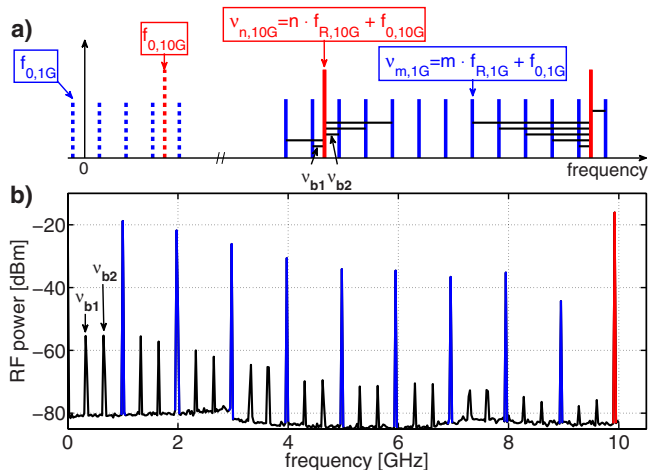 a)
f0,1G
f0,10G
νn,10G=n · fR,10G + f0,10G
νm,1G=m · fR,1G + f0,1G
0
νb1 νb2
frequency
b)
RF power [dBm]
−20
−40
−60
−80
νb1
νb2
0 2 4 6 8 10
frequency [GHz]